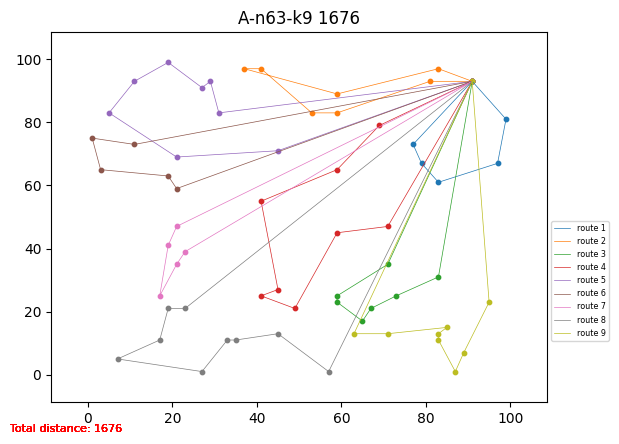 A-n63-k9 1676
100
80
60
40
20
0
0 20 40 60 80 100
route 1
route 2
route 3
route 4
route 5
route 6
route 7
route 8
route 9
Total distance: 1676